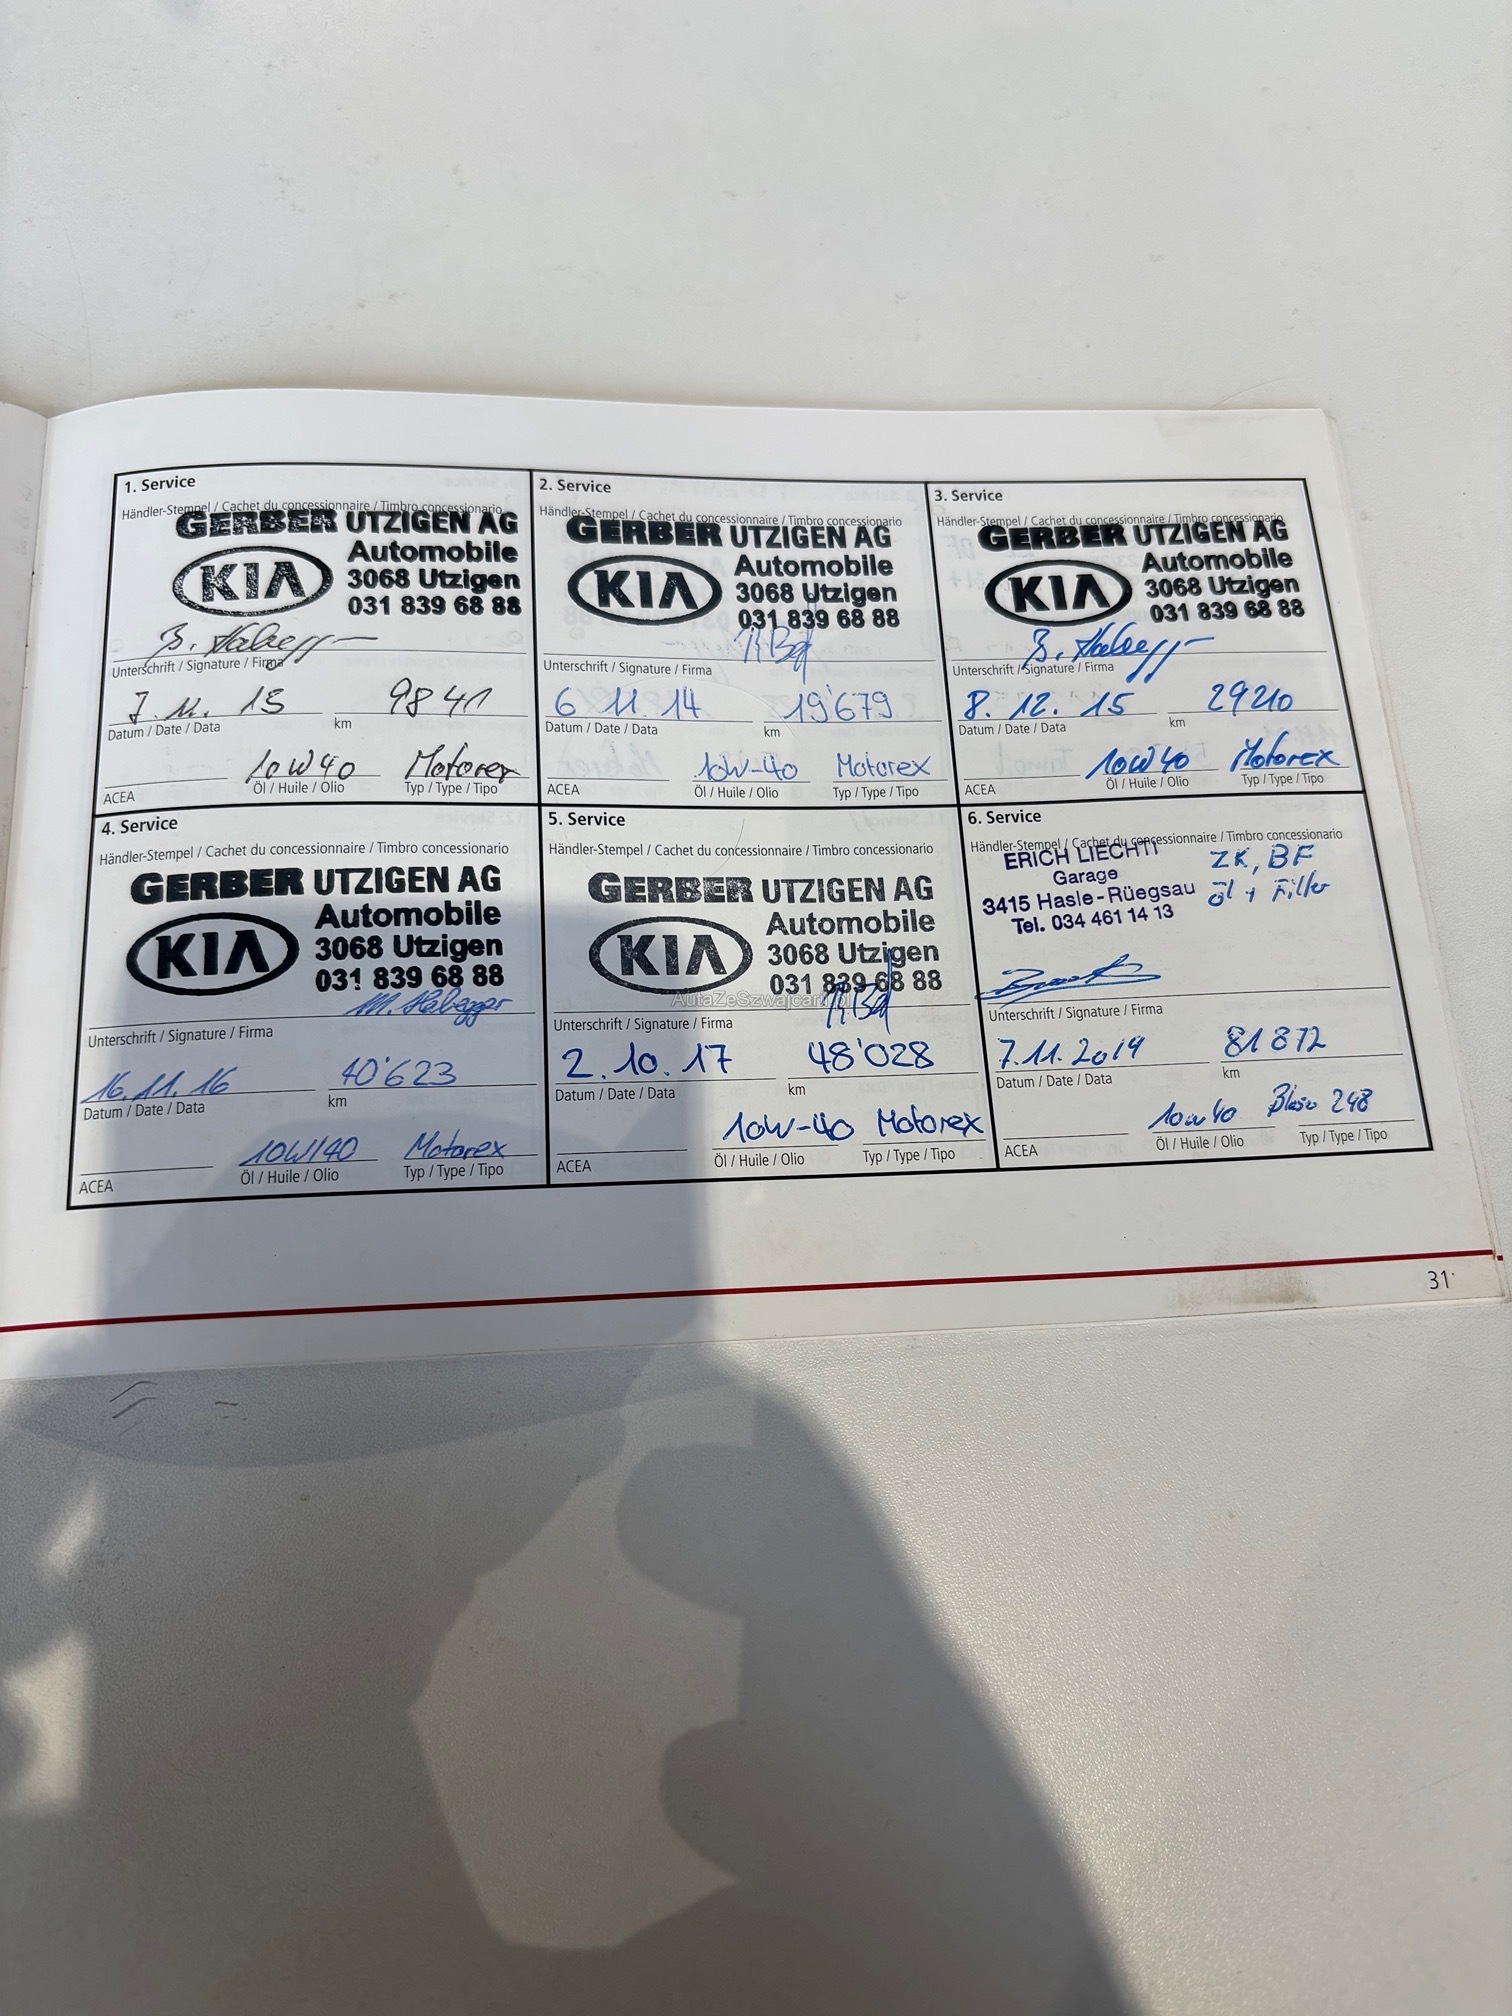 1. Service
Händler-Stempel / Cachet du concessionnaire / Timbro concessionario
GERBER UTZIGEN AG
KIA
Automobile
3068 Utzigen
031 839 68 88
Unterschrift / Signature / Firma
7. 11. 13 9841
Datum / Date / Data km
10W40 Motorex
ACEA Öl / Huile / Olio Typ / Type / Tipo
2. Service
Händler-Stempel / Cachet du concessionnaire / Timbro concessionario
GERBER UTZIGEN AG
KIA
Automobile
3068 Utzigen
031 839 68 88
Unterschrift / Signature / Firma
6 11. 14 19'679
Datum / Date / Data km
10W-40 Motorex
ACEA Öl / Huile / Olio Typ / Type / Tipo
3. Service
Händler-Stempel / Cachet du concessionnaire / Timbro concessionario
GERBER UTZIGEN AG
KIA
Automobile
3068 Utzigen
031 839 68 88
Unterschrift / Signature / Firma
8. 12. 15 29210
Datum / Date / Data km
10W40 Motorex
ACEA Öl / Huile / Olio Typ / Type / Tipo
4. Service
Händler-Stempel / Cachet du concessionnaire / Timbro concessionario
GERBER UTZIGEN AG
KIA
Automobile
3068 Utzigen
031 839 68 88
M. Habegger
Unterschrift / Signature / Firma
16. 11. 16 40'623
Datum / Date / Data km
10W/40 Motorex
ACEA Öl / Huile / Olio Typ / Type / Tipo
5. Service
Händler-Stempel / Cachet du concessionnaire / Timbro concessionario
GERBER UTZIGEN AG
KIA
Automobile
3068 Utzigen
031 839 68 88
AutaZeSzwajcarii.pl
Unterschrift / Signature / Firma
2. 10. 17 48'028
Datum / Date / Data km
10W-40 Motorex
ACEA Öl / Huile / Olio Typ / Type / Tipo
6. Service
Händler-Stempel / Cachet du concessionnaire / Timbro concessionario
ERICH LIECHTI
Garage
3415 Hasle-Rüegsau
Tel. 034 461 14 13
ZK, BF
Öl + Filter
Unterschrift / Signature / Firma
7.11.2019 81872
Datum / Date / Data km
10W40 248
ACEA Öl / Huile / Olio Typ / Type / Tipo
31